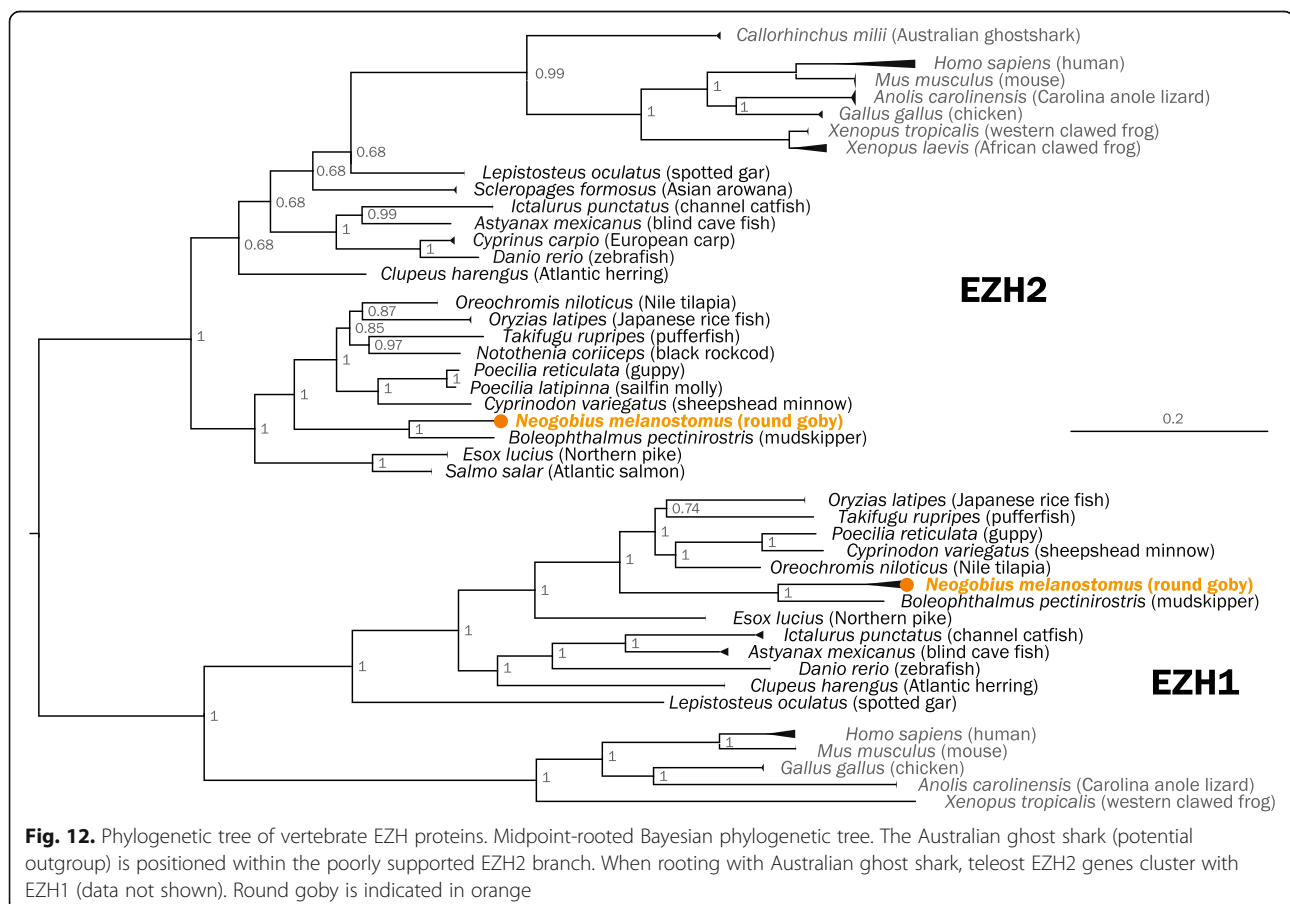 Callorhinchus milii (Australian ghostshark)
0.99
Homo sapiens (human)
1
Mus musculus (mouse)
Anolis carolinensis (Carolina anole lizard)
1
1
Gallus gallus (chicken)
Xenopus tropicalis (western clawed frog)
Xenopus laevis (African clawed frog)
0.68
0.68
Lepistosteus oculatus (spotted gar)
Scleropages formosus (Asian arowana)
0.68
Ictalurus punctatus (channel catfish)
0.99
Astyanax mexicanus (blind cave fish)
1
Cyprinus carpio (European carp)
0.68
1
Danio rerio (zebrafish)
Clupeus harengus (Atlantic herring)
EZH2
Oreochromis niloticus (Nile tilapia)
0.87
Oryzias latipes (Japanese rice fish)
0.85
1
Takifugu rupripes (pufferfish)
0.97
Notothenia coriiceps (black rockcod)
1
Poecilia reticulata (guppy)
1
1
Poecilia latipinna (sailfin molly)
1
Cyprinodon variegatus (sheepshead minnow)
Neogobius melanostomus (round goby)
0.2
1
1
Boleophthalmus pectinirostris (mudskipper)
Esox lucius (Northern pike)
1
Salmo salar (Atlantic salmon)
Oryzias latipes (Japanese rice fish)
0.74
Takifugu rupripes (pufferfish)
1
Poecilia reticulata (guppy)
1
Cyprinodon variegatus (sheepshead minnow)
1
1
Oreochromis niloticus (Nile tilapia)
Neogobius melanostomus (round goby)
1
1
Boleophthalmus pectinirostris (mudskipper)
Esox lucius (Northern pike)
1
Ictalurus punctatus (channel catfish)
1
Astyanax mexicanus (blind cave fish)
1
1
Danio rerio (zebrafish)
1
Clupeus harengus (Atlantic herring)
EZH1
Lepistosteus oculatus (spotted gar)
1
Homo sapiens (human)
1
Mus musculus (mouse)
1
Gallus gallus (chicken)
1
1
Anolis carolinensis (Carolina anole lizard)
Xenopus tropicalis (western clawed frog)
Fig. 12. Phylogenetic tree of vertebrate EZH proteins. Midpoint-rooted Bayesian phylogenetic tree. The Australian ghost shark (potential
outgroup) is positioned within the poorly supported EZH2 branch. When rooting with Australian ghost shark, teleost EZH2 genes cluster with
EZH1 (data not shown). Round goby is indicated in orange